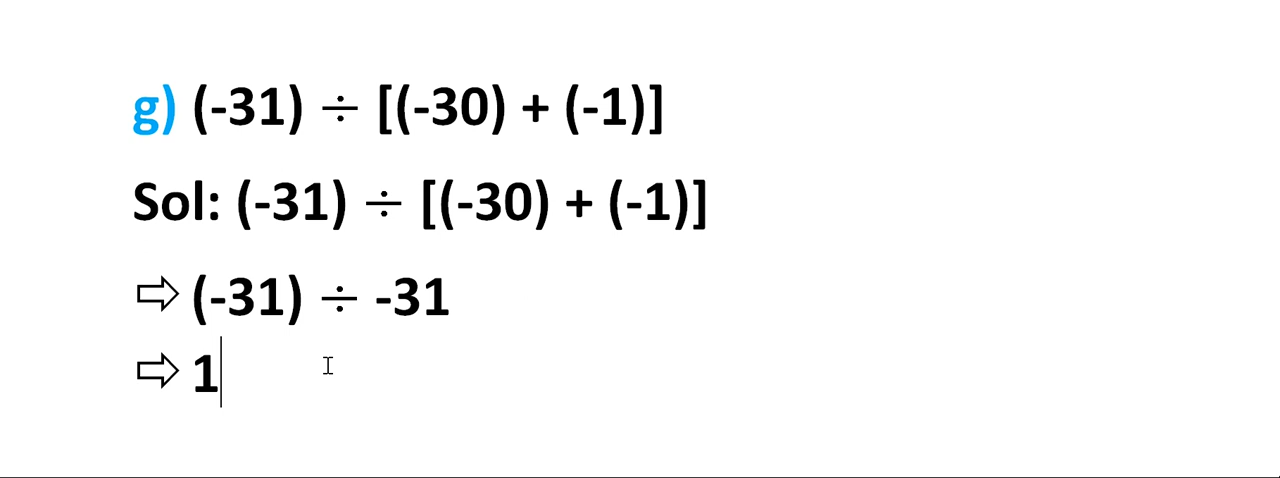 g) (-31) ÷ [(-30) + (-1)]
Sol: (-31) ÷ [(-30) + (-1)]
⇨ (-31) ÷ -31
⇨ 1